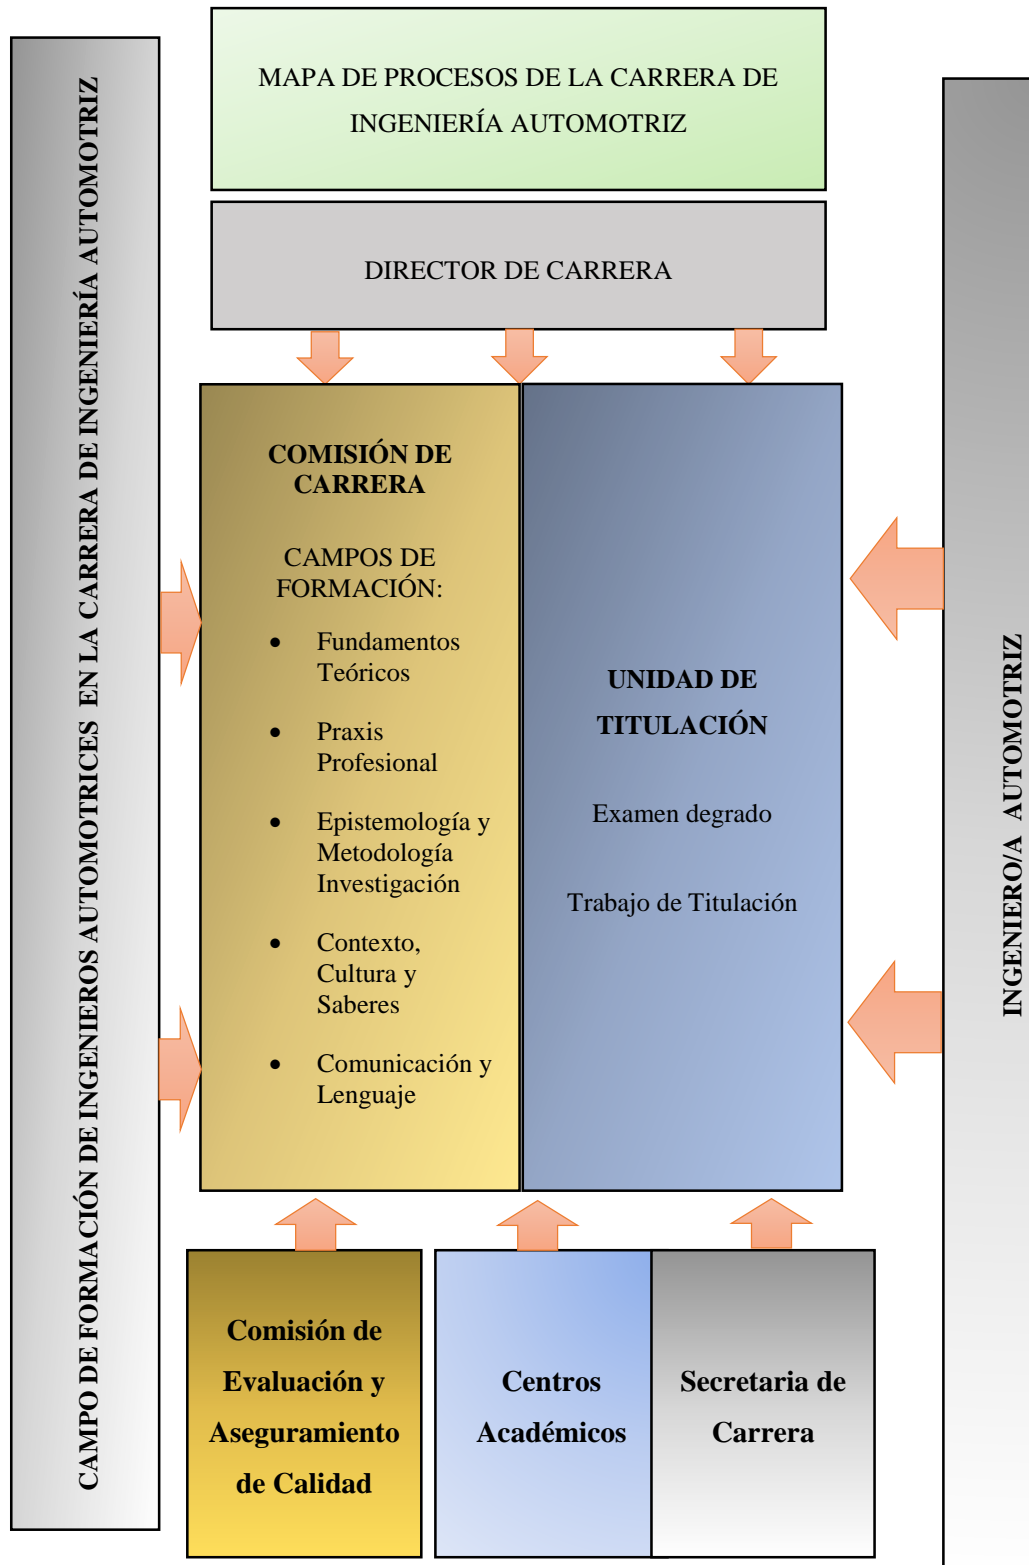 MAPA DE PROCESOS DE LA CARRERA DE
INGENIERÍA AUTOMOTRIZ
DIRECTOR DE CARRERA
CAMPO DE FORMACIÓN DE INGENIEROS AUTOMOTRICES EN LA CARRERA DE INGENIERÍA AUTOMOTRIZ
COMISIÓN DE
CARRERA
CAMPOS DE
FORMACIÓN:
• Fundamentos
Teóricos
• Praxis
Profesional
• Epistemología y
Metodología
Investigación
• Contexto,
Cultura y
Saberes
• Comunicación y
Lenguaje
UNIDAD DE
TITULACIÓN
Examen degrado
Trabajo de Titulación
INGENIERO/A AUTOMOTRIZ
Comisión de
Evaluación y
Aseguramiento
de Calidad
Centros
Académicos
Secretaria de
Carrera